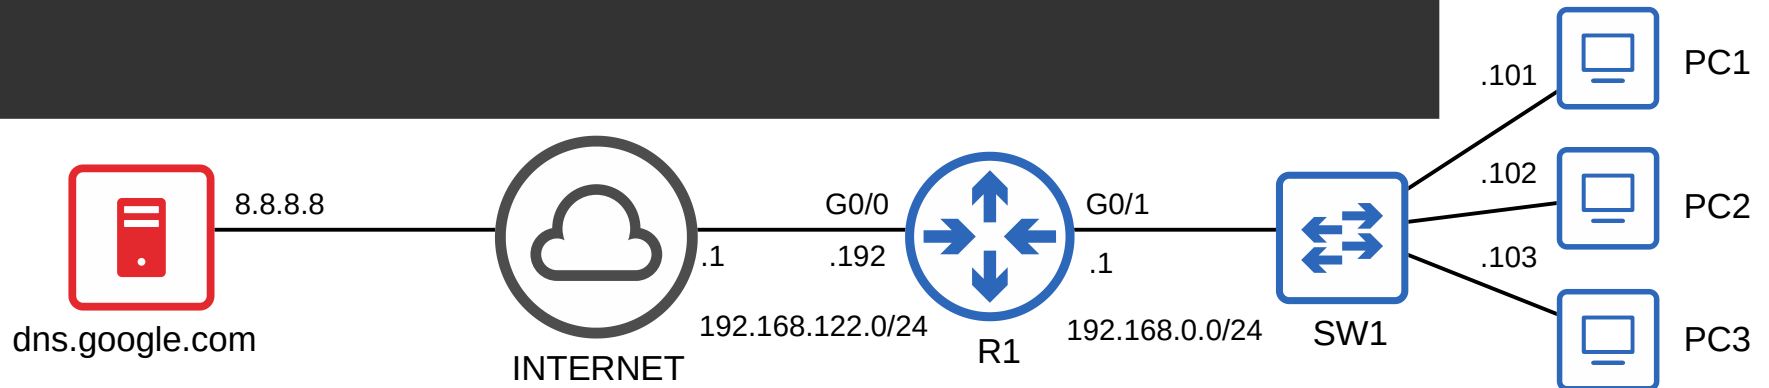 .101
PC1
.102
PC2
.103
PC3
8.8.8.8
G0/0
G0/1
.1
.192
.1
192.168.122.0/24
192.168.0.0/24
dns.google.com
INTERNET
R1
SW1